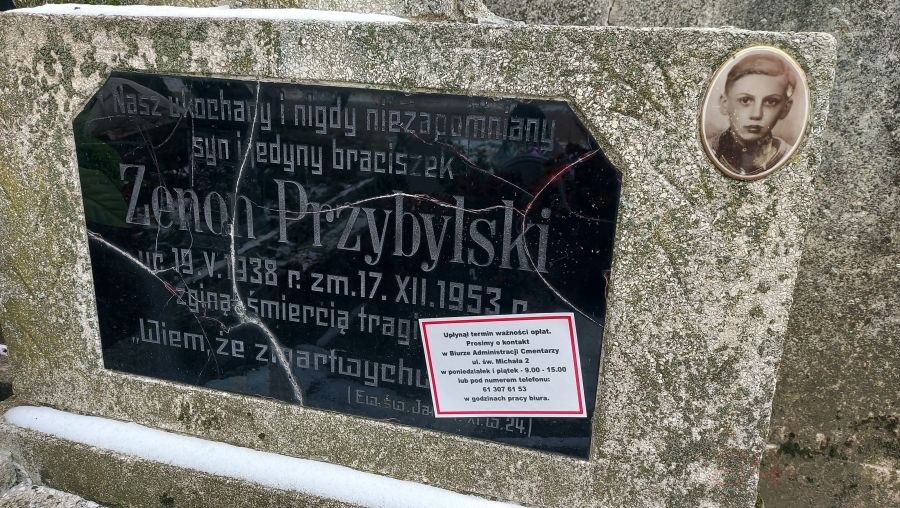 Nasz ukochany i nigdy niezapomniany
syn i jedyny braciszek
Zenon Przybylski
ur. 19. V. 1938 r. zm. 17. XII. 1953 r.
zginął śmiercią tragi
„Wiem, że zmartwychw
(Ew. św. Ja XI. w. 24.)
Upłynął termin ważności opłat.
Prosimy o kontakt
w Biurze Administracji Cmentarzy
ul. św. Michała 2
w poniedziałek i piątek - 9.00 - 15.00
lub pod numerem telefonu:
61 307 61 53
w godzinach pracy biura.